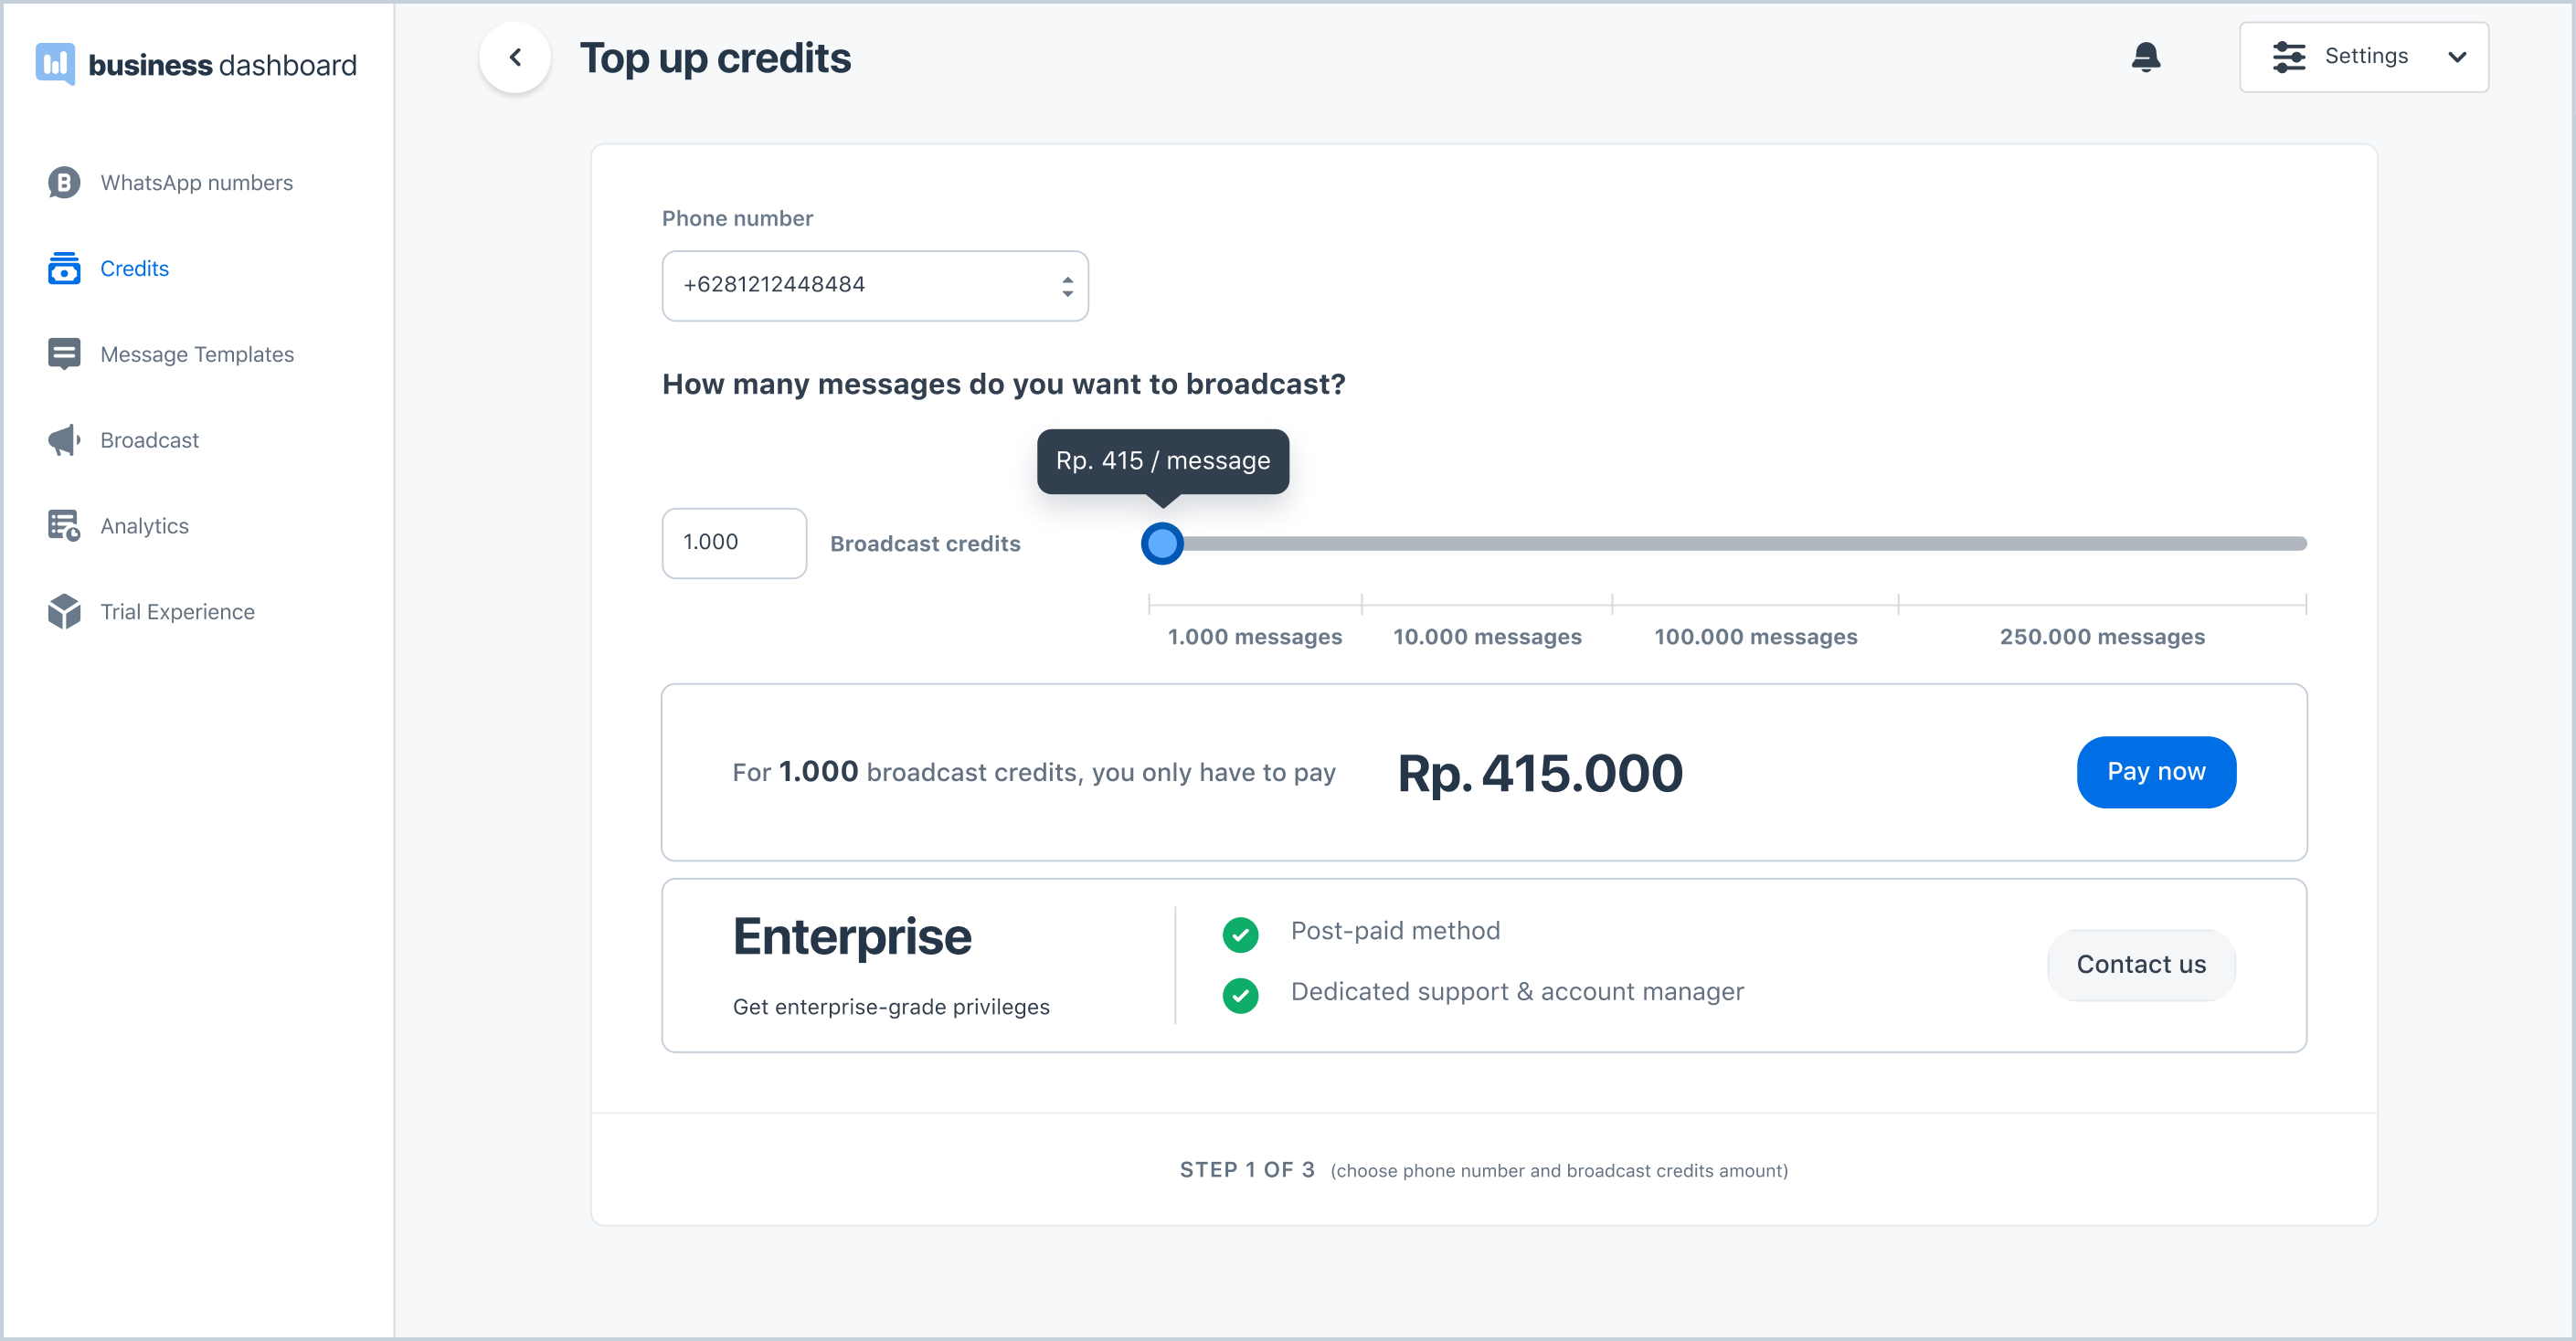 business dashboard
Top up credits
Settings
WhatsApp numbers
Credits
Message Templates
Broadcast
Analytics
Trial Experience
Phone number
+6281212448484
How many messages do you want to broadcast?
Rp. 415 / message
1.000
Broadcast credits
1.000 messages
10.000 messages
100.000 messages
250.000 messages
For 1.000 broadcast credits, you only have to pay
Rp. 415.000
Pay now
Enterprise
Get enterprise-grade privileges
Post-paid method
Dedicated support & account manager
Contact us
STEP 1 OF 3 (choose phone number and broadcast credits amount)